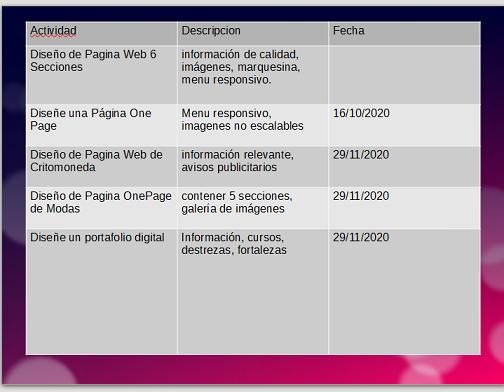 Actividad Descripcion Fecha
Diseño de Pagina Web 6 información de calidad,
Secciones imágenes, marquesina,
menu responsivo.
Diseñe una Página One Menu responsivo, 16/10/2020
Page imagenes no escalables
Diseño de Pagina Web de información relevante, 29/11/2020
Critomoneda avisos publicitarios
Diseño de Pagina OnePage contener 5 secciones, 29/11/2020
de Modas galería de imágenes
Diseñe un portafolio digital Información, cursos, 29/11/2020
destrezas, fortalezas